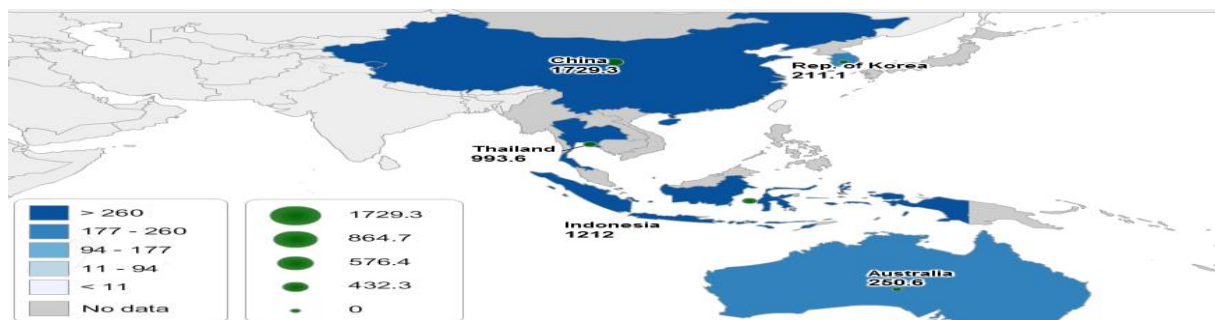 China
1729.3
Rep. of Korea
211.1
Thailand
993.6
Indonesia
1212
Australia
250.6
> 260
177 - 260
94 - 177
11 - 94
< 11
No data
1729.3
864.7
576.4
432.3
0